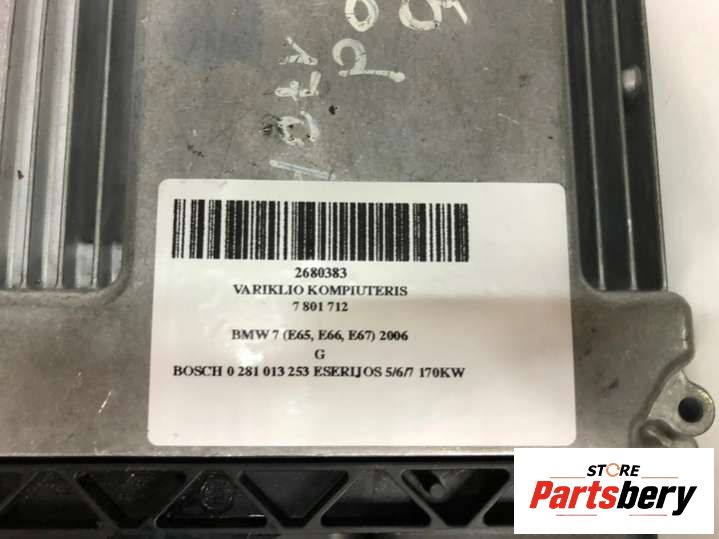 2680383
VARIKLIO KOMPIUTERIS
7 801 712
BMW 7 (E65, E66, E67) 2006
G
BOSCH 0 281 013 253 ESERIJOS 5/6/7 170KW
STORE
Partsbery